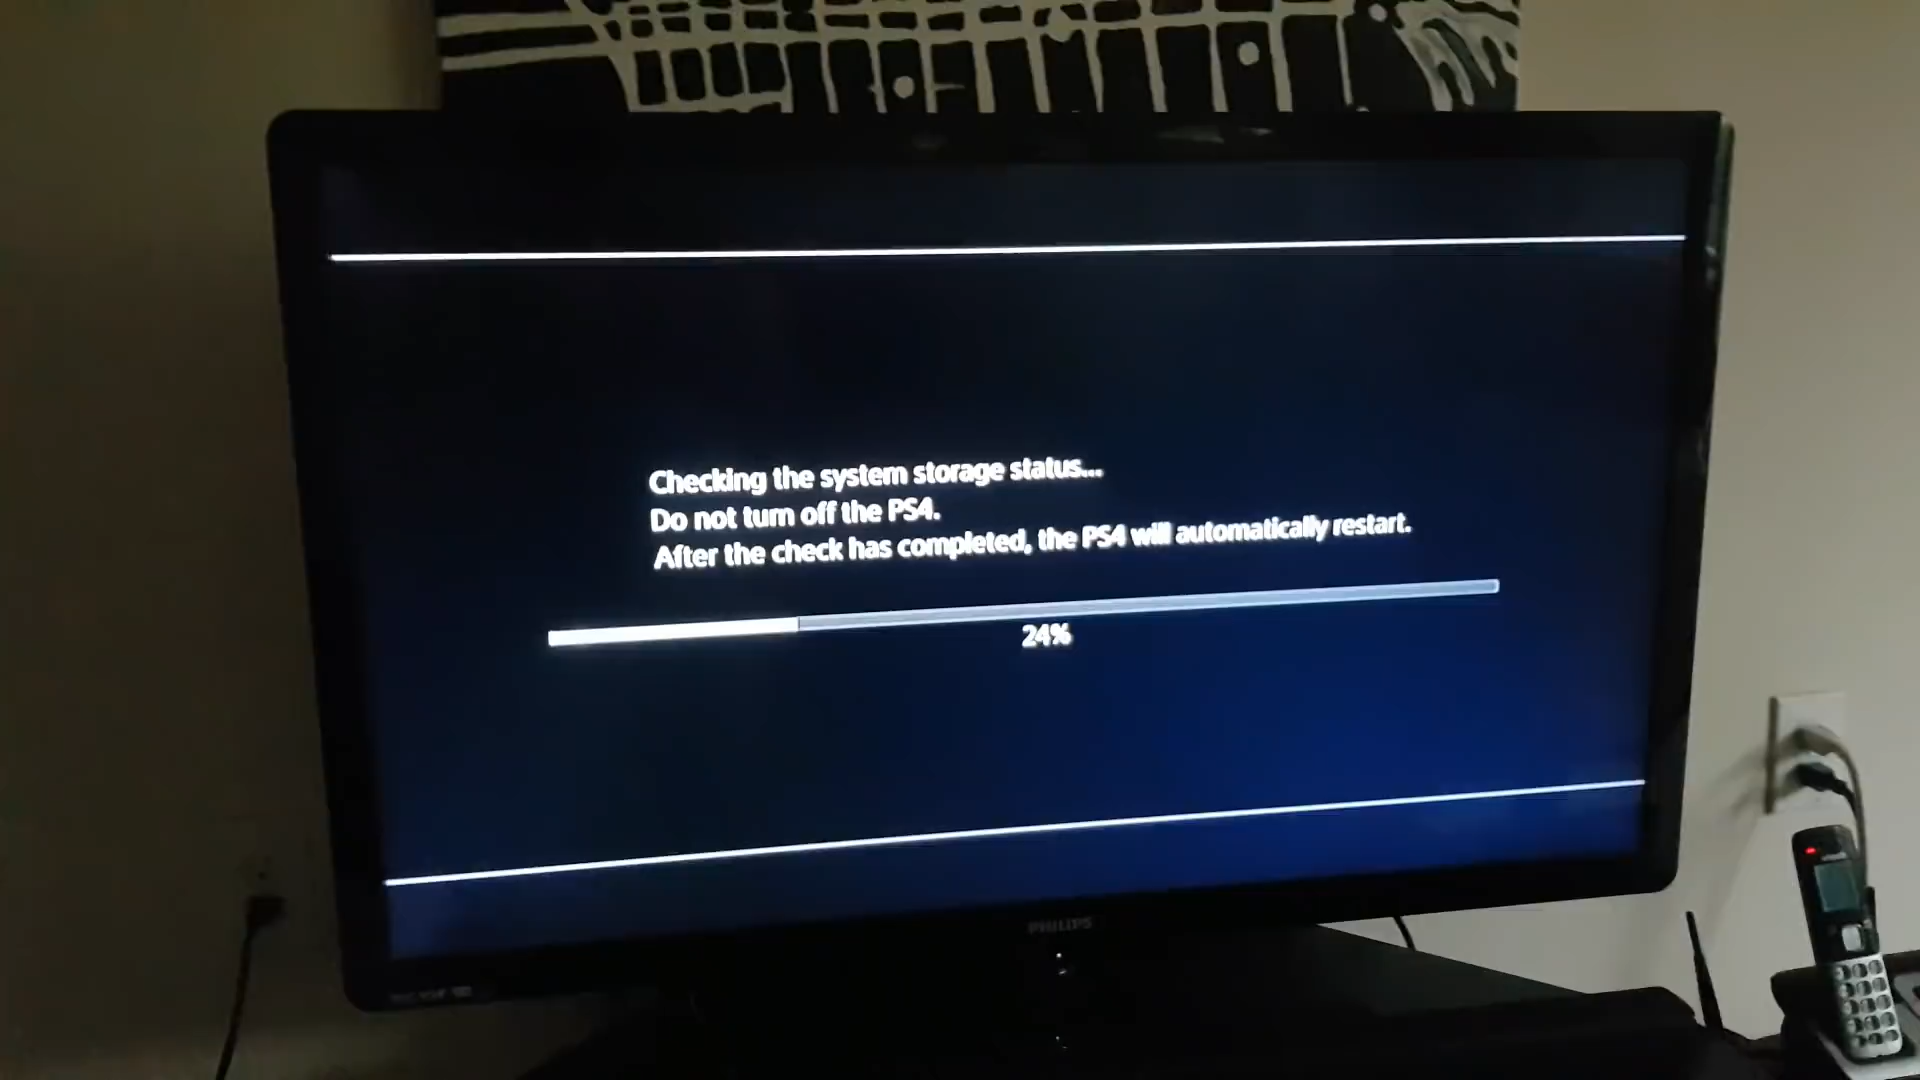 Checking the system storage status...
Do not turn off the PS4.
After the check has completed, the PS4 will automatically restart.
24%
PHILIPS